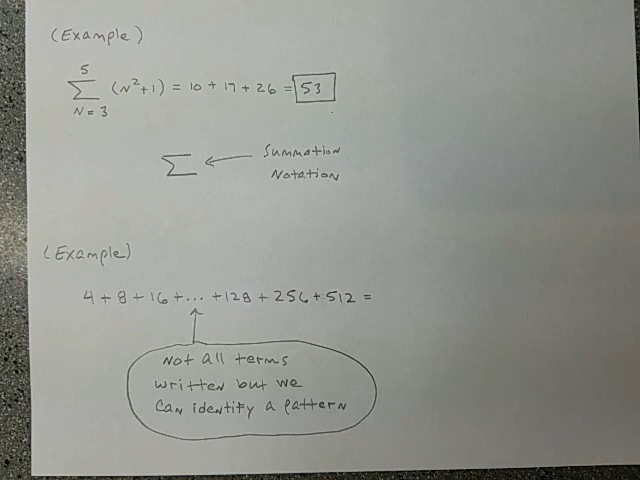 (Example)
5
∑ (N²+1) = 10 + 17 + 26 = 53
N = 3
∑ ← Summation
Notation
(Example)
4 + 8 + 16 + ... + 128 + 256 + 512 =
Not all terms
written but we
can identify a pattern